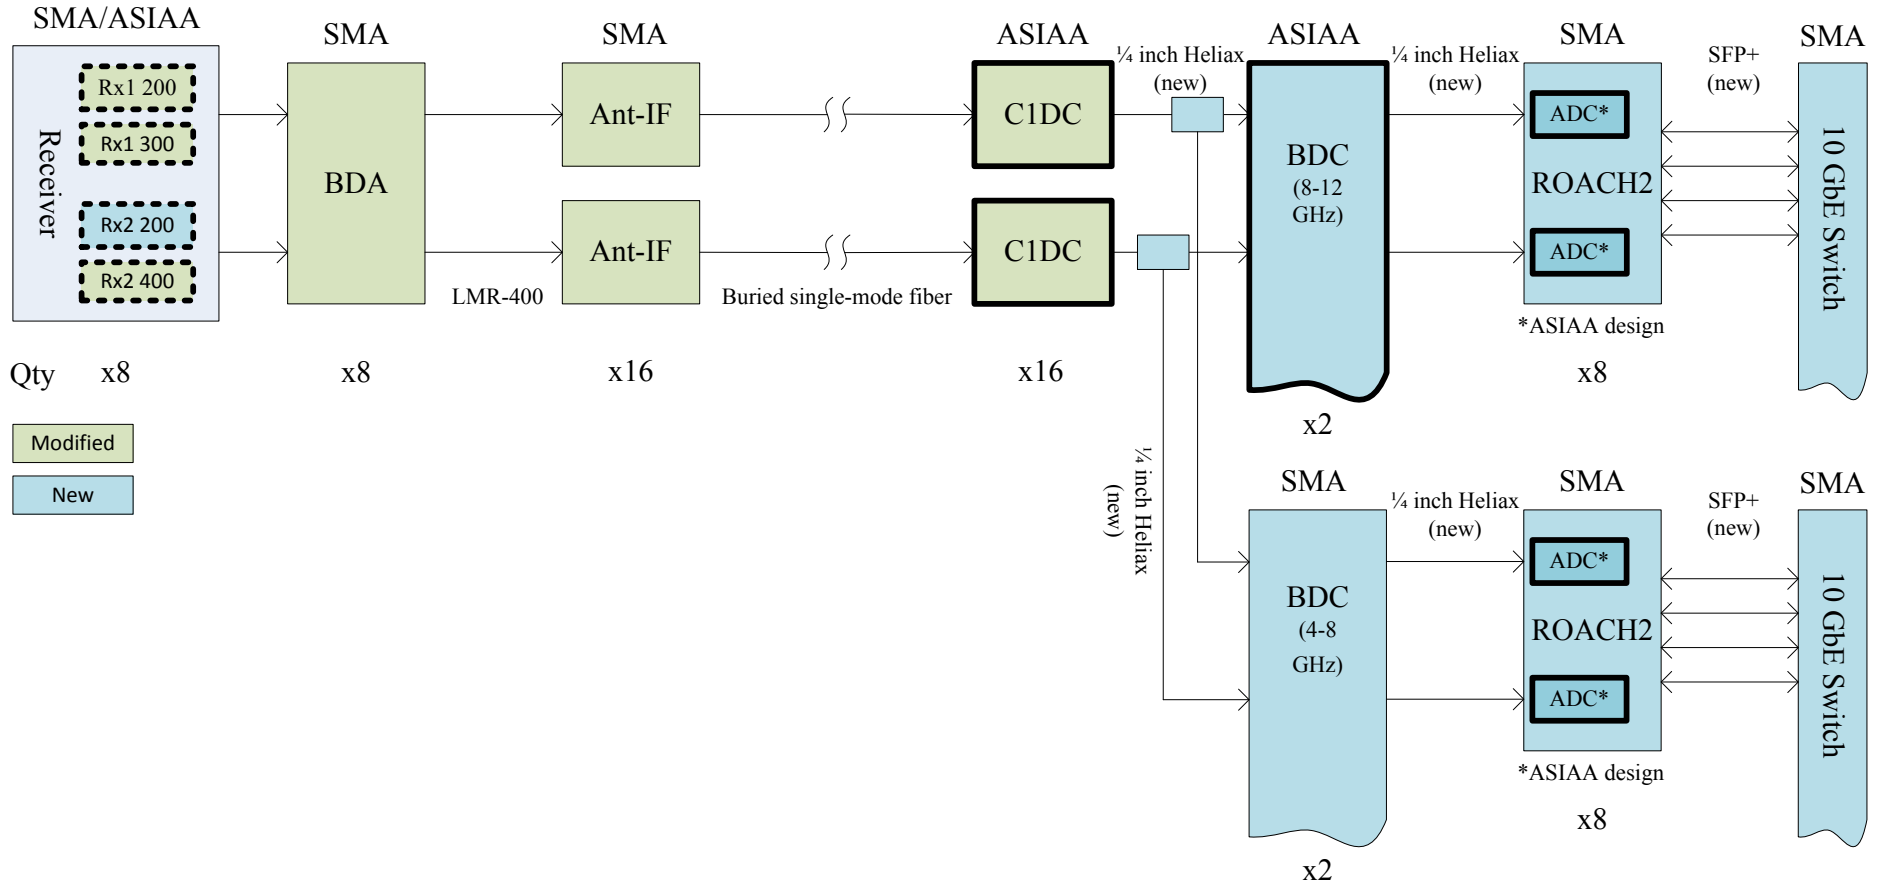 SMA/ASIAA
Receiver
Rx1 200
Rx1 300
Rx2 200
Rx2 400
SMA
BDA
LMR-400
SMA
Ant-IF
Ant-IF
Buried single-mode fiber
ASIAA
C1DC
C1DC
¼ inch Heliax
(new)
¼ inch Heliax
(new)
ASIAA
BDC
(8-12
GHz)
¼ inch Heliax
(new)
SMA
ADC*
ROACH2
ADC*
*ASIAA design
SFP+
(new)
SMA
10 GbE Switch
Qty
x8
x8
x16
x16
x2
x8
Modified
New
SMA
BDC
(4-8
GHz)
x2
¼ inch Heliax
(new)
SMA
ADC*
ROACH2
ADC*
*ASIAA design
x8
SFP+
(new)
SMA
10 GbE Switch